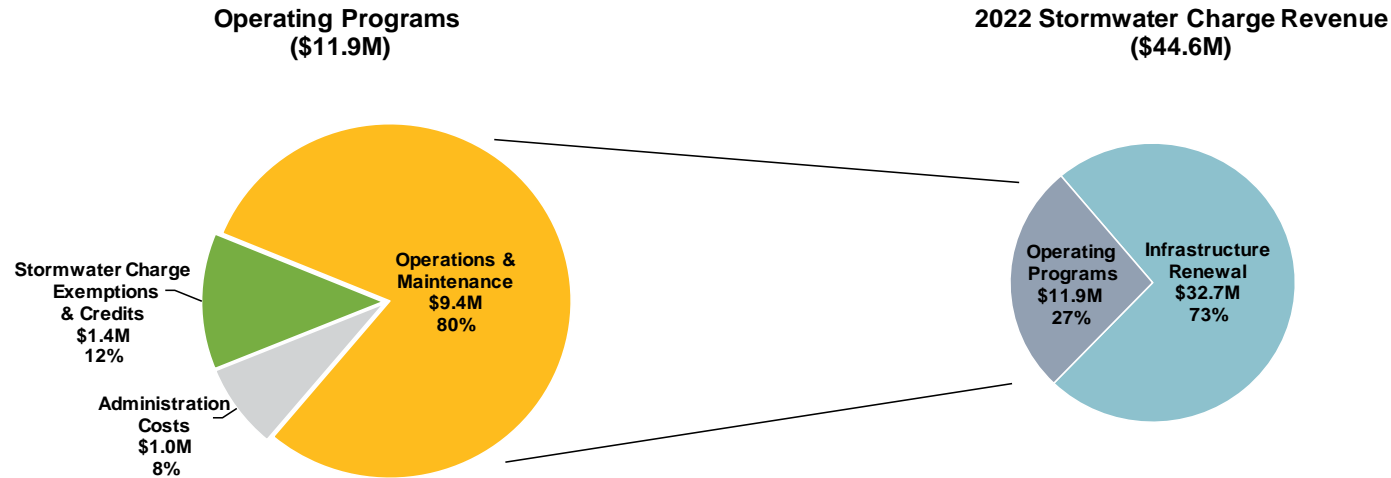 Operating Programs
($11.9M)
2022 Stormwater Charge Revenue
($44.6M)
Operations &
Maintenance
$9.4M
80%
Stormwater Charge
Exemptions
& Credits
$1.4M
12%
Administration
Costs
$1.0M
8%
Operating
Programs
$11.9M
27%
Infrastructure
Renewal
$32.7M
73%